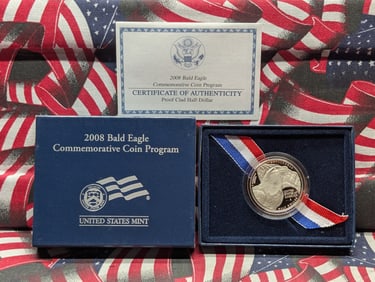 2008 Bald Eagle
Commemorative Coin Program
CERTIFICATE OF AUTHENTICITY
Proof Clad Half Dollar
2008 Bald Eagle
Commemorative Coin Program
UNITED STATES MINT